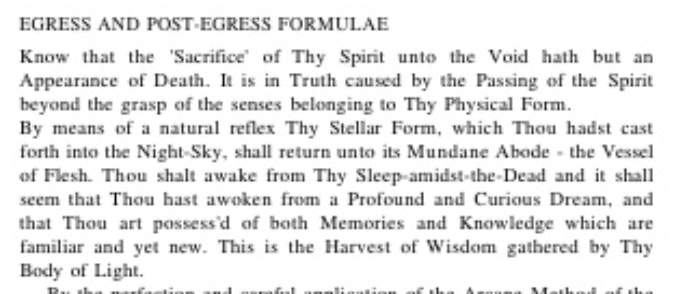 EGRESS AND POST-EGRESS FORMULAE
Know that the 'Sacrifice' of Thy Spirit unto the Void hath but an
Appearance of Death. It is in Truth caused by the Passing of the Spirit
beyond the grasp of the senses belonging to Thy Physical Form.
By means of a natural reflex Thy Stellar Form, which Thou hadst cast
forth into the Night-Sky, shall return unto its Mundane Abode - the Vessel
of Flesh. Thou shalt awake from Thy Sleep-amidst-the-Dead and it shall
seem that Thou hast awoken from a Profound and Curious Dream, and
that Thou art possess'd of both Memories and Knowledge which are
familiar and yet new. This is the Harvest of Wisdom gathered by Thy
Body of Light.
By the perfection and careful application of the Arcane Method of the